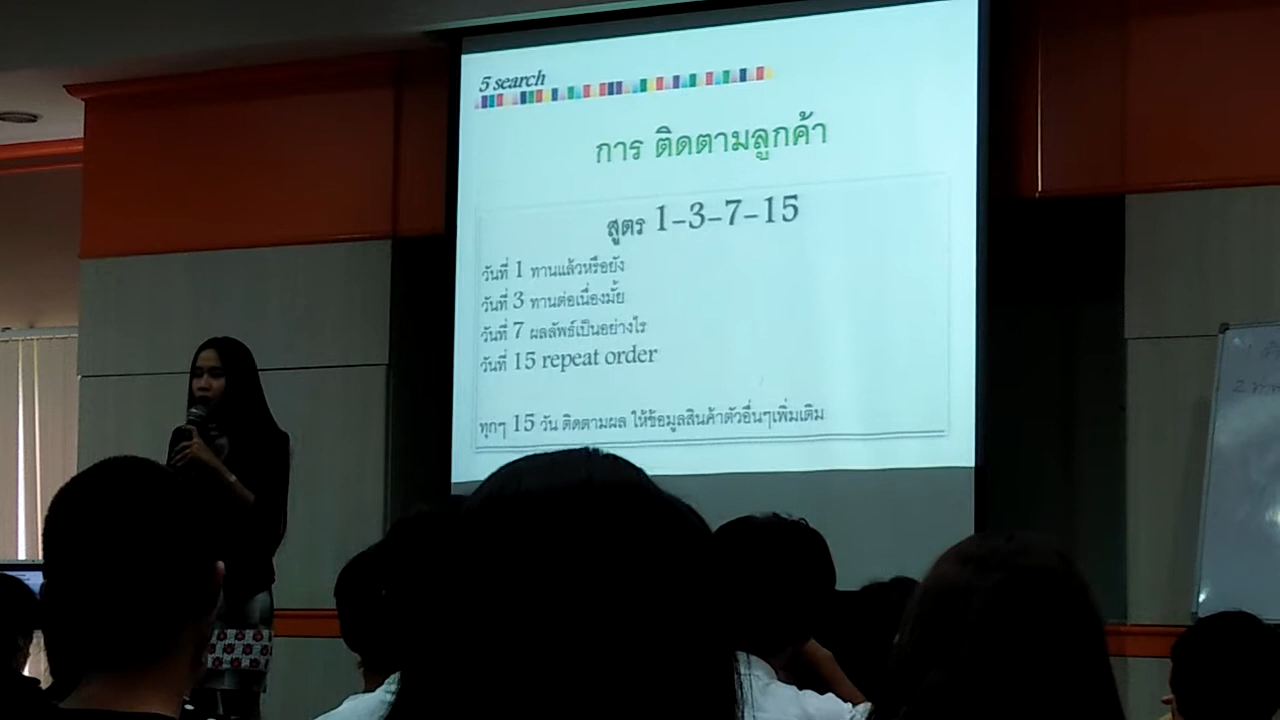 5 search
การ ติดตามลูกค้า
สูตร 1-3-7-15
วันที่ 1 ทานแล้วหรือยัง
วันที่ 3 ทานต่อเนื่องมั้ย
วันที่ 7 ผลลัพธ์เป็นอย่างไร
วันที่ 15 repeat order
ทุกๆ 15 วัน ติดตามผล ให้ข้อมูลสินค้าตัวอื่นๆเพิ่มเติม